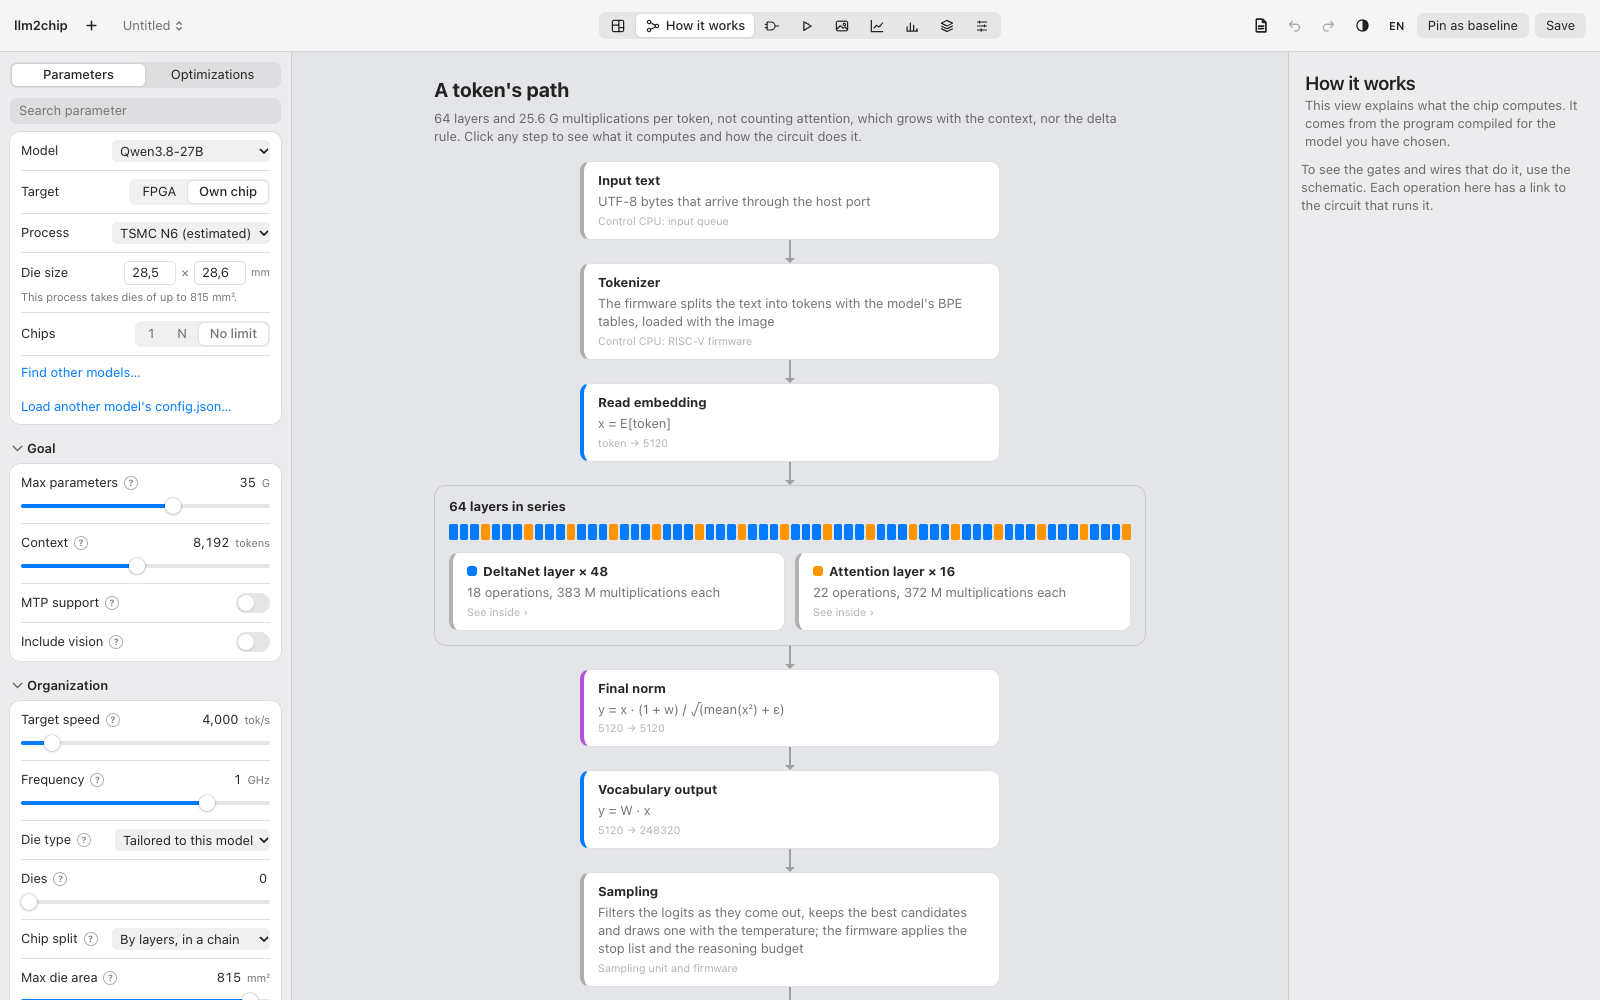 llm2chip
+
Untitled
How it works
EN
Pin as baseline
Save
Parameters
Optimizations
Search parameter
Model
Qwen3.8-27B
Target
FPGA
Own chip
Process
TSMC N6 (estimated)
Die size
28,5 × 28,6 mm
This process takes dies of up to 815 mm².
Chips
1
N
No limit
Find other models...
Load another model's config.json...
Goal
Max parameters ? 35 G
Context ? 8,192 tokens
MTP support ?
Include vision ?
Organization
Target speed ? 4,000 tok/s
Frequency ? 1 GHz
Die type ? Tailored to this model
Dies ? 0
Chip split ? By layers, in a chain
Max die area ? 815 mm²
A token's path
64 layers and 25.6 G multiplications per token, not counting attention, which grows with the context, nor the delta
rule. Click any step to see what it computes and how the circuit does it.
Input text
UTF-8 bytes that arrive through the host port
Control CPU: input queue
Tokenizer
The firmware splits the text into tokens with the model's BPE
tables, loaded with the image
Control CPU: RISC-V firmware
Read embedding
x = E[token]
token → 5120
64 layers in series
DeltaNet layer × 48
18 operations, 383 M multiplications each
See inside ›
Attention layer × 16
22 operations, 372 M multiplications each
See inside ›
Final norm
y = x · (1 + w) / √(mean(x²) + ε)
5120 → 5120
Vocabulary output
y = W · x
5120 → 248320
Sampling
Filters the logits as they come out, keeps the best candidates
and draws one with the temperature; the firmware applies the
stop list and the reasoning budget
Sampling unit and firmware
How it works
This view explains what the chip computes. It
comes from the program compiled for the
model you have chosen.
To see the gates and wires that do it, use the
schematic. Each operation here has a link to
the circuit that runs it.